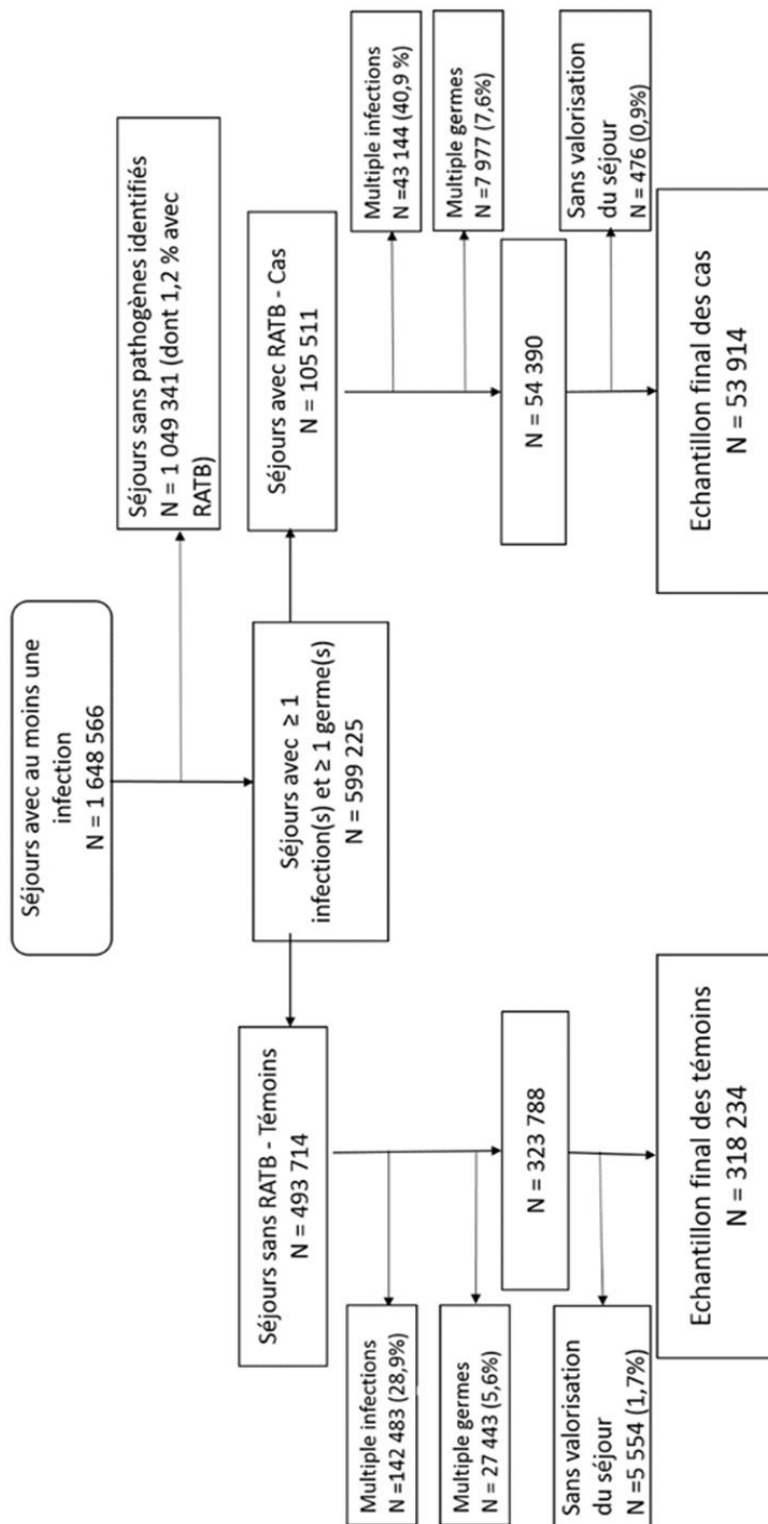 Séjours avec au moins une
infection
N = 1 648 566
Séjours sans pathogènes identifiés
N = 1 049 341 (dont 1,2 % avec
RATB)
Séjours avec ≥ 1
infection(s) et ≥ 1 germe(s)
N = 599 225
Séjours sans RATB - Témoins
N = 493 714
Séjours avec RATB - Cas
N = 105 511
Multiple infections
N =142 483 (28,9%)
Multiple germes
N = 27 443 (5,6%)
N = 323 788
Sans valorisation
du séjour
N =5 554 (1,7%)
Echantillon final des témoins
N = 318 234
Multiple infections
N =43 144 (40,9 %)
Multiple germes
N =7 977 (7,6%)
N = 54 390
Sans valorisation
du séjour
N = 476 (0,9%)
Echantillon final des cas
N = 53 914